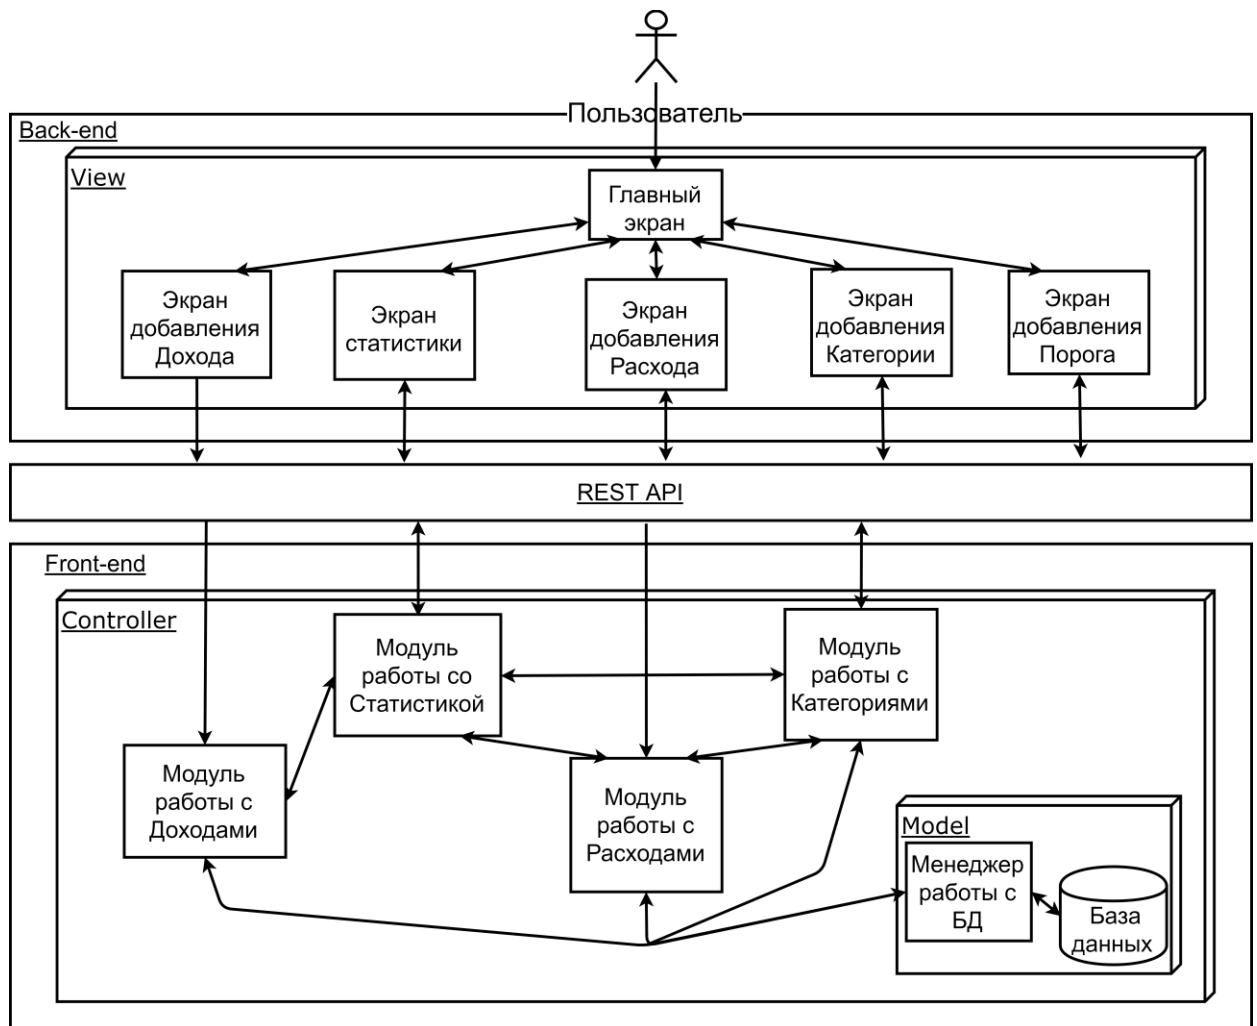 Пользователь
Back-end
View
Главный
экран
Экран
добавления
Дохода
Экран
статистики
Экран
добавления
Расхода
Экран
добавления
Категории
Экран
добавления
Порога
REST API
Front-end
Controller
Модуль
работы со
Статистикой
Модуль
работы с
Категориями
Модуль
работы с
Доходами
Модуль
работы с
Расходами
Model
Менеджер
работы с
БД
База
данных